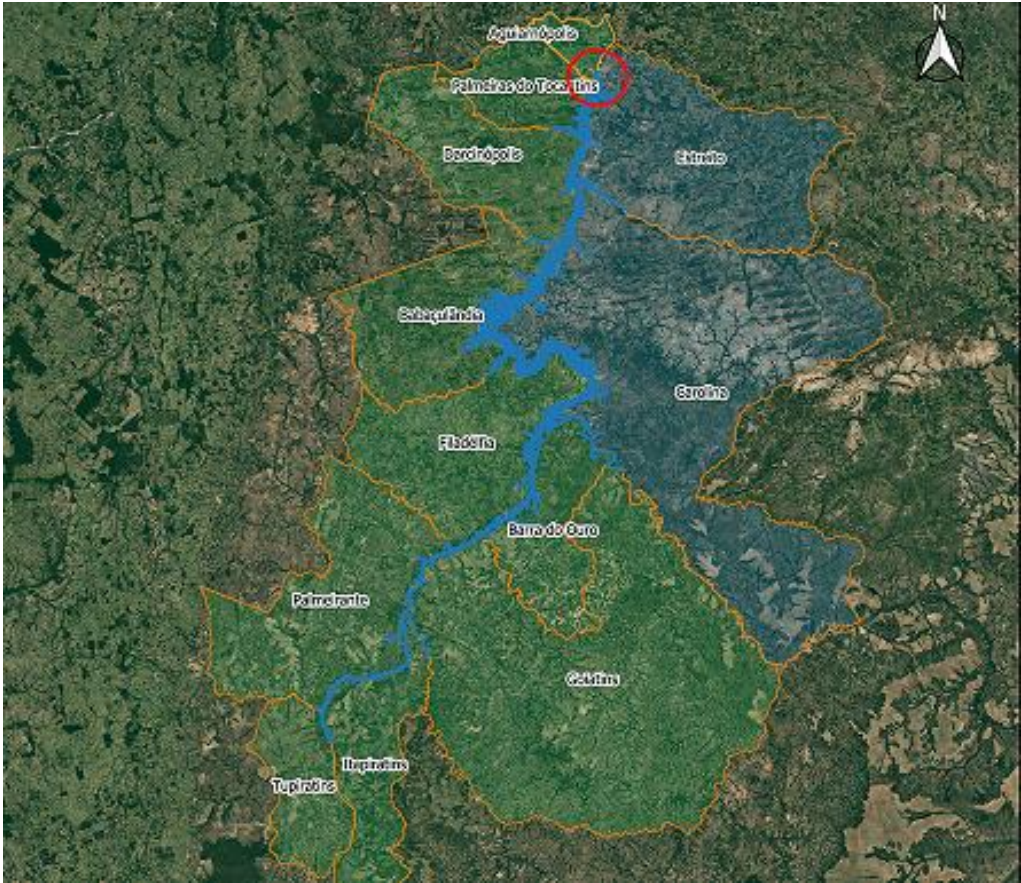 N
Aguiarnópolis
Palmeiras do Tocantins
Darcinópolis
Estreito
Babaçulândia
Carolina
Filadélfia
Barra do Ouro
Palmeirante
Goiatins
Itapiratins
Tupiratins